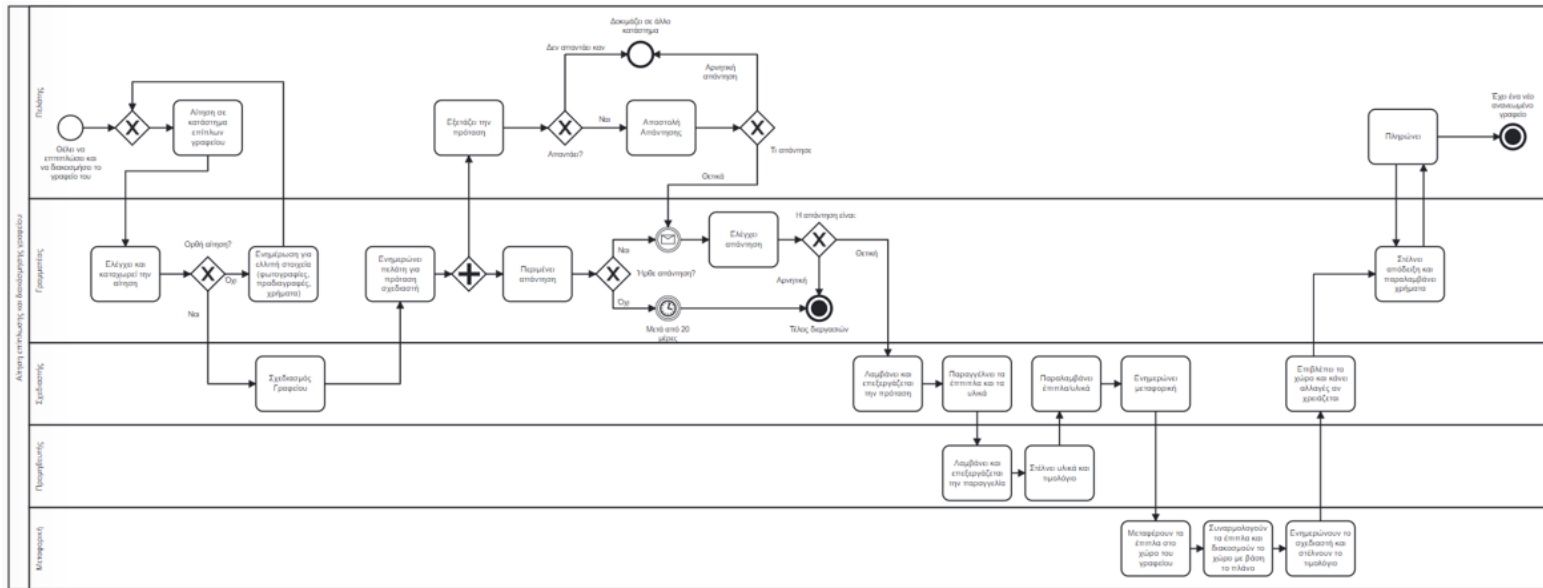 Αίτηση επίπλωσης και διακόσμησης γραφείου
Πελάτης
Θέλει να
επιπλώσει και
να διακοσμήσει το
γραφείο του
Αίτηση σε
κατάστημα
επίπλων
γραφείου
Εξετάζει την
πρόταση
Απαντάει?
Δεν απαντάει καν
Ναι
Δοκιμάζει σε άλλο
κατάστημα
Αποστολή
Απάντησης
Αρνητική
απάντηση
Τι απάντησε
Θετικά
Πληρώνει
Έχει ένα νέο
ανανεωμένο
γραφείο
Γραμματέας
Ελέγχει και
καταχωρεί την
αίτηση
Ορθή αίτηση?
Όχι
Ναι
Ενημέρωση για
ελλιπή στοιχεία
(φωτογραφίες,
προδιαγραφές,
χρήματα)
Ενημερώνει
πελάτη για
πρόταση
σχεδιαστή
Περιμένει
απάντηση
Ναι
Ήρθε απάντηση?
Όχι
Μετά από 20
μέρες
Ελέγχει
απάντηση
Η απάντηση είναι:
Θετική
Αρνητική
Τέλος διεργασιών
Στέλνει
απόδειξη και
παραλαμβάνει
χρήματα
Σχεδιαστής
Σχεδιασμός
Γραφείου
Λαμβάνει και
επεξεργάζεται
την πρόταση
Παραγγέλνει τα
έπιπλα και τα
υλικά
Παραλαμβάνει
έπιπλα/υλικά
Ενημερώνει
μεταφορική
Επιβλέπει το
χώρο και κάνει
αλλαγές αν
χρειάζεται
Προμηθευτής
Λαμβάνει και
επεξεργάζεται
την παραγγελία
Στέλνει υλικά και
τιμολόγιο
Μεταφορική
Μεταφέρουν τα
έπιπλα στο
χώρο του
γραφείου
Συναρμολογούν
τα έπιπλα και
διακοσμούν το
χώρο με βάση
το πλάνο
Ενημερώνουν το
σχεδιαστή και
στέλνουν το
τιμολόγιο